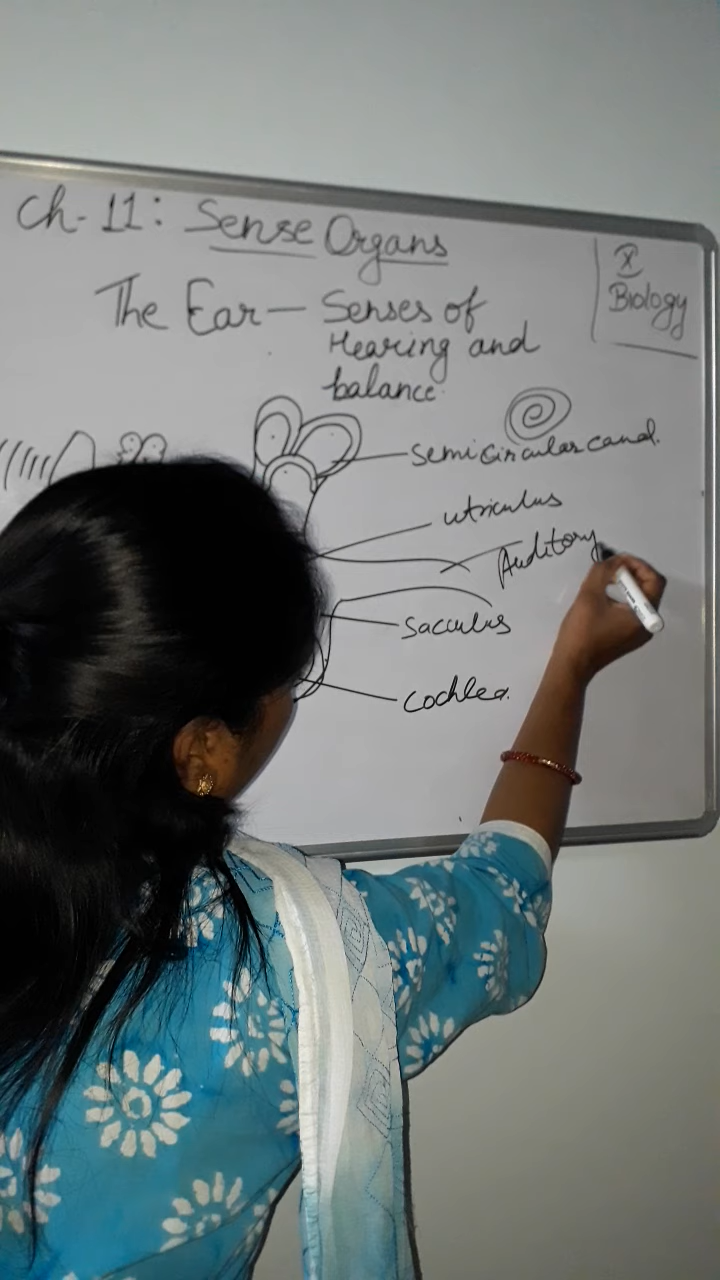 Ch-11: Sense Organs
X
Biology
The Ear — Senses of
Hearing and
balance.
Semicircular canal.
utriculus
Auditory
sacculus
Cochlea.